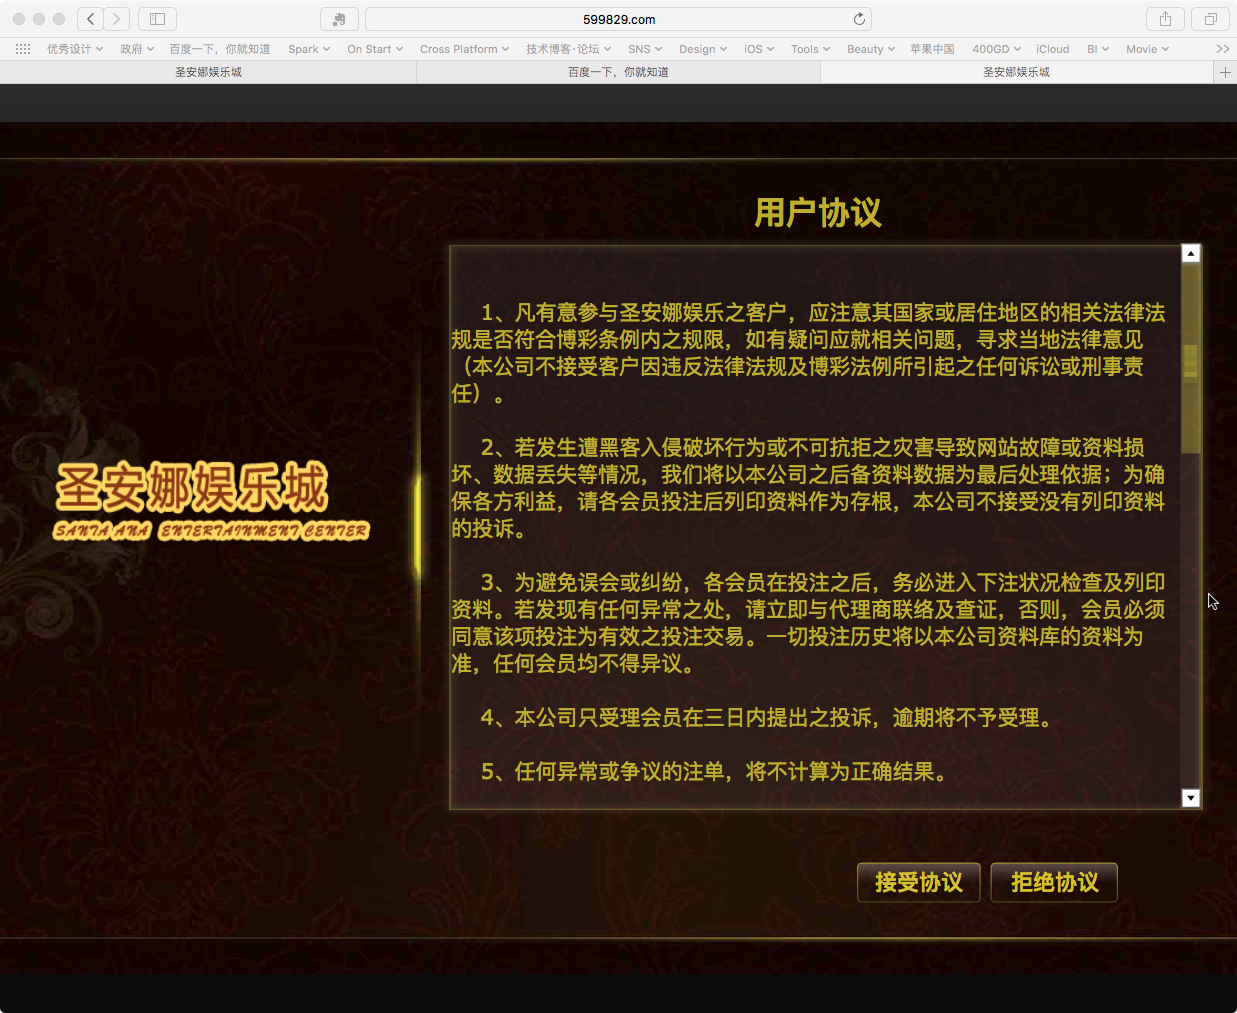 599829.com
优秀设计 政府 百度一下，你就知道 Spark On Start Cross Platform 技术博客·论坛 SNS Design iOS Tools Beauty 苹果中国 400GD iCloud BI Movie
圣安娜娱乐城 百度一下，你就知道 圣安娜娱乐城
用户协议
1、凡有意参与圣安娜娱乐之客户，应注意其国家或居住地区的相关法律法
规是否符合博彩条例内之规限，如有疑问应就相关问题，寻求当地法律意见
（本公司不接受客户因违反法律法规及博彩法例所引起之任何诉讼或刑事责
任）。
2、若发生遭黑客入侵破坏行为或不可抗拒之灾害导致网站故障或资料损
坏、数据丢失等情况，我们将以本公司之后备资料数据为最后处理依据；为确
保各方利益，请各会员投注后列印资料作为存根，本公司不接受没有列印资料
的投诉。
3、为避免误会或纠纷，各会员在投注之后，务必进入下注状况检查及列印
资料。若发现有任何异常之处，请立即与代理商联络及查证，否则，会员必须
同意该项投注为有效之投注交易。一切投注历史将以本公司资料库的资料为
准，任何会员均不得异议。
4、本公司只受理会员在三日内提出之投诉，逾期将不予受理。
5、任何异常或争议的注单，将不计算为正确结果。
圣安娜娱乐城
SANTA ANA ENTERTAINMENT CENTER
接受协议 拒绝协议